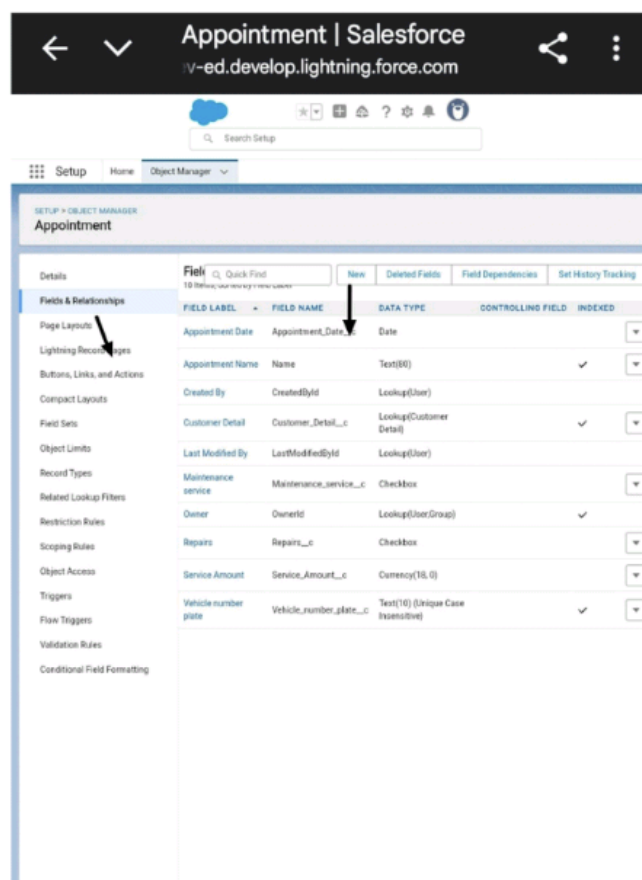 Appointment | Salesforce
v-ed.develop.lightning.force.com
Search Setup
Setup Home Object Manager
SETUP > OBJECT MANAGER
Appointment
Details
Fields & Relationships
Page Layouts
Lightning Record Pages
Buttons, Links, and Actions
Compact Layouts
Field Sets
Object Limits
Record Types
Related Lookup Filters
Restriction Rules
Scoping Rules
Object Access
Triggers
Flow Triggers
Validation Rules
Conditional Field Formatting
Quick Find New Deleted Fields Field Dependencies Set History Tracking
FIELD LABEL FIELD NAME DATA TYPE CONTROLLING FIELD INDEXED
Appointment Date Appointment_Date__c Date
Appointment Name Name Text(80)
Created By CreatedById Lookup(User)
Customer Detail Customer_Detail__c Lookup(Customer
Detail)
Last Modified By LastModifiedById Lookup(User)
Maintenance
service Maintenance_service__c Checkbox
Owner OwnerId Lookup(User,Group)
Repairs Repairs__c Checkbox
Service Amount Service_Amount__c Currency(18, 0)
Vehicle number
plate Vehicle_number_plate__c Text(10) (Unique Case
Insensitive)